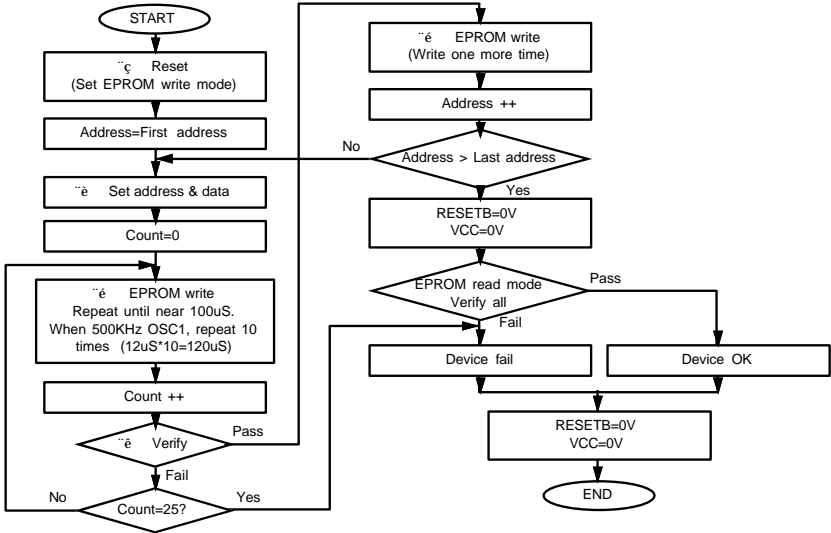 START
¨ç Reset
(Set EPROM write mode)
Address=First address
¨è Set address & data
Count=0
¨é EPROM write
Repeat until near 100uS.
When 500KHz OSC1, repeat 10
times (12uS*10=120uS)
Count ++
¨ê Verify
Pass
Fail
No
Count=25?
Yes
¨é EPROM write
(Write one more time)
Address ++
No
Address > Last address
Yes
RESETB=0V
VCC=0V
EPROM read mode
Verify all
Pass
Fail
Device fail
Device OK
RESETB=0V
VCC=0V
END